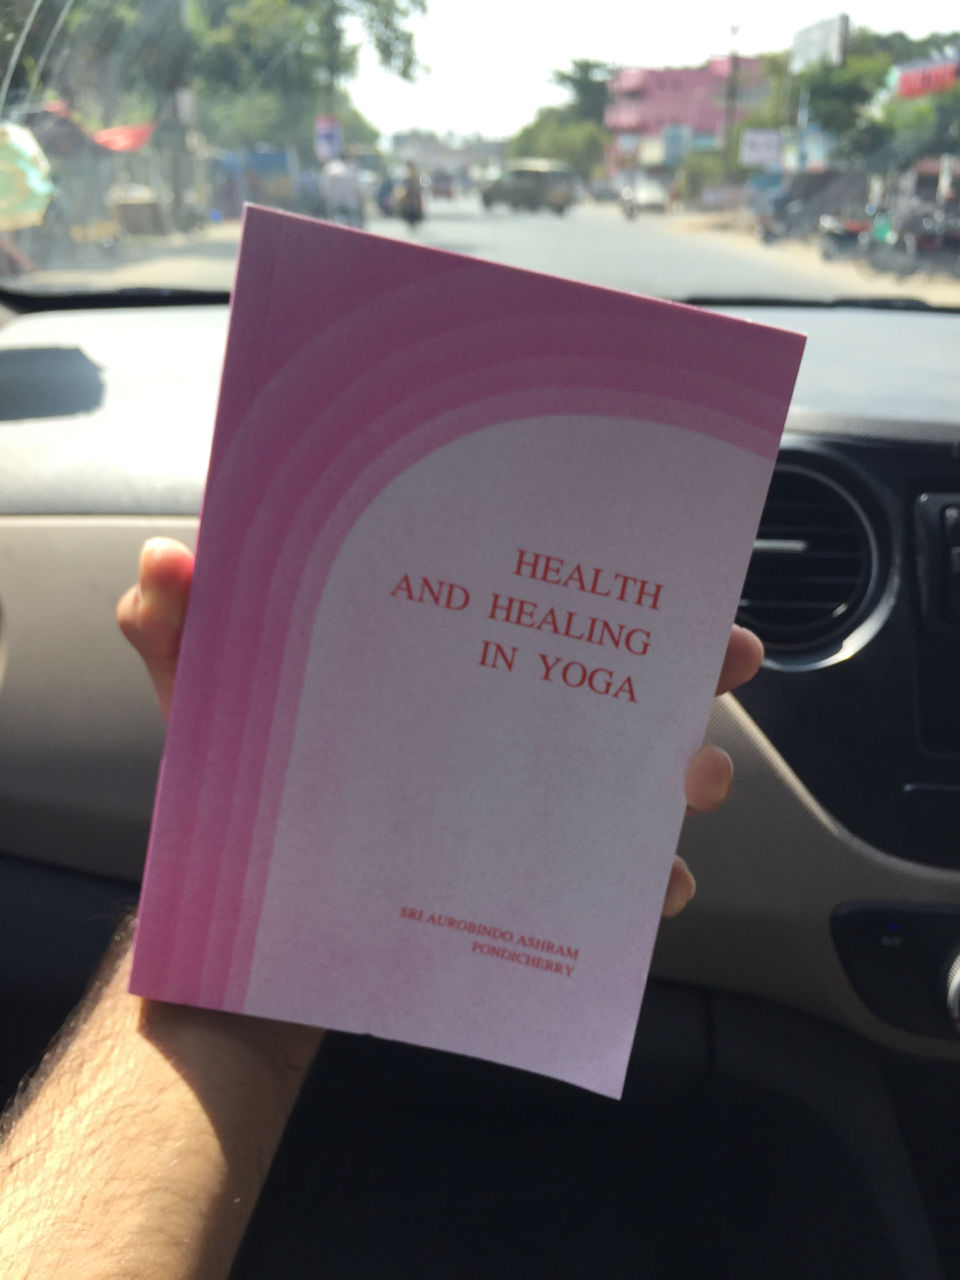 HEALTH
AND HEALING
IN YOGA
SRI AUROBINDO ASHRAM
PONDICHERRY